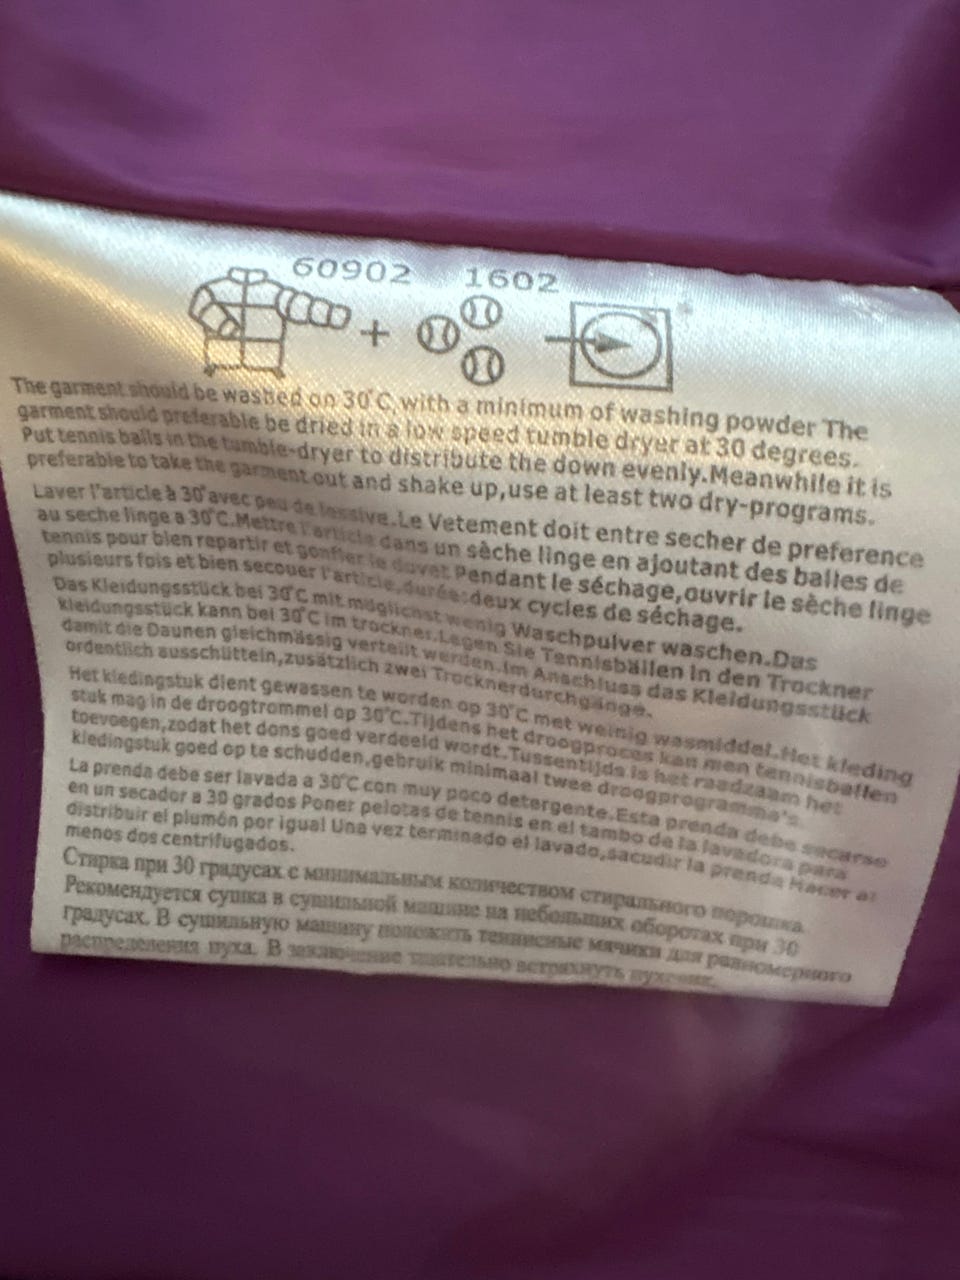 60902 1602
The garment should be washed on 30°C, with a minimum of washing powder The
garment should preferable be dried in a low speed tumble dryer at 30 degrees.
Put tennis balls in the tumble-dryer to distribute the down evenly.Meanwhile it is
preferable to take the garment out and shake up,use at least two dry-programs.
Laver l'article à 30°avec peu de lessive.Le Vetement doit entre secher de preference
au seche linge a 30°C.Mettre l'article dans un sèche linge en ajoutant des balles de
tennis pour bien repartir et gonfler le duvet Pendant le séchage,ouvrir le sèche linge
plusieurs fois et bien secouer l'article,durée:deux cycles de séchage.
Das Kleidungsstück bei 30°C mit möglichst wenig Waschpulver waschen.Das
kleidungsstück kann bei 30°C im trockner.Legen Sie Tennisbällen in den Trockner
damit die Daunen gleichmässig verteilt werden.Im Anschluss das Kleidungsstück
ordentlich ausschütteln,zusätzlich zwei Trocknerdurchgänge.
Het kledingstuk dient gewassen te worden op 30°C met weinig wasmiddel.Het kleding
stuk mag in de droogtrommel op 30°C.Tijdens het droogproces kan men tennisballen
toevoegen,zodat het dons goed verdeeld wordt.Tussentijds is het raadzaam het
kledingstuk goed op te schudden,gebruik minimaal twee droogprogramma's.
La prenda debe ser lavada a 30°C con muy poco detergente.Esta prenda debe secarse
en un secador a 30 grados Poner pelotas de tennis en el tambo de la lavadora para
distribuir el plumón por igual Una vez terminado el lavado,sacudir la prenda Hacer al
menos dos centrifugados.
Стирка при 30 градусах с минимальным количеством стирального порошка.
Рекомендуется сушка в сушильной машине на небольших оборотах при 30
градусах. В сушильную машину положить теннисные мячики для равномерного
распределения пуха. В заключение тщательно встряхнуть пуховик.